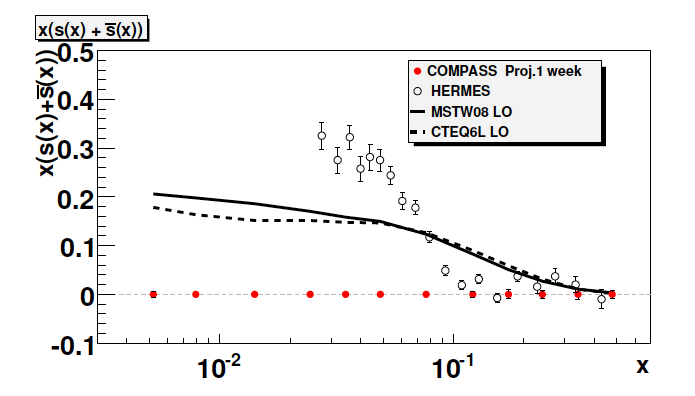 x(s(x) + s̅(x))
x(s(x)+s̅(x))
0.5
0.4
0.3
0.2
0.1
0
-0.1
COMPASS Proj.1 week
HERMES
MSTW08 LO
CTEQ6L LO
10⁻²
10⁻¹
x